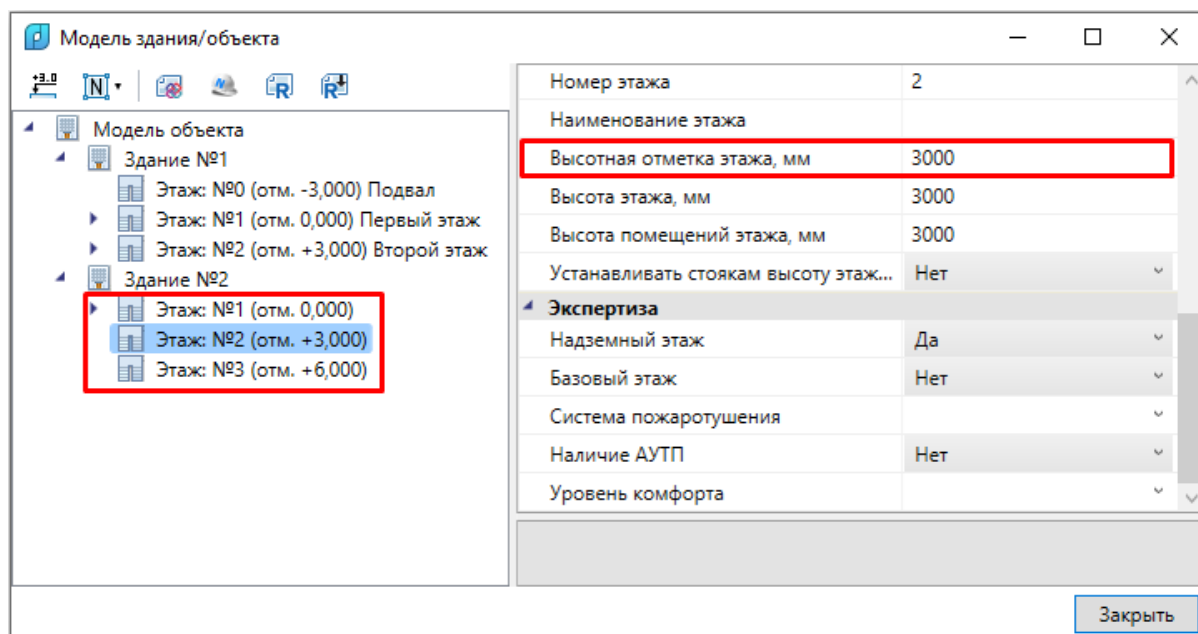 Модель здания/объекта
+3.0
N
R
R
Модель объекта
Здание №1
Этаж: №0 (отм. -3,000) Подвал
Этаж: №1 (отм. 0,000) Первый этаж
Этаж: №2 (отм. +3,000) Второй этаж
Здание №2
Этаж: №1 (отм. 0,000)
Этаж: №2 (отм. +3,000)
Этаж: №3 (отм. +6,000)
Номер этажа 2
Наименование этажа
Высотная отметка этажа, мм 3000
Высота этажа, мм 3000
Высота помещений этажа, мм 3000
Устанавливать стоякам высоту этаж... Нет
Экспертиза
Надземный этаж Да
Базовый этаж Нет
Система пожаротушения
Наличие АУТП Нет
Уровень комфорта
Закрыть